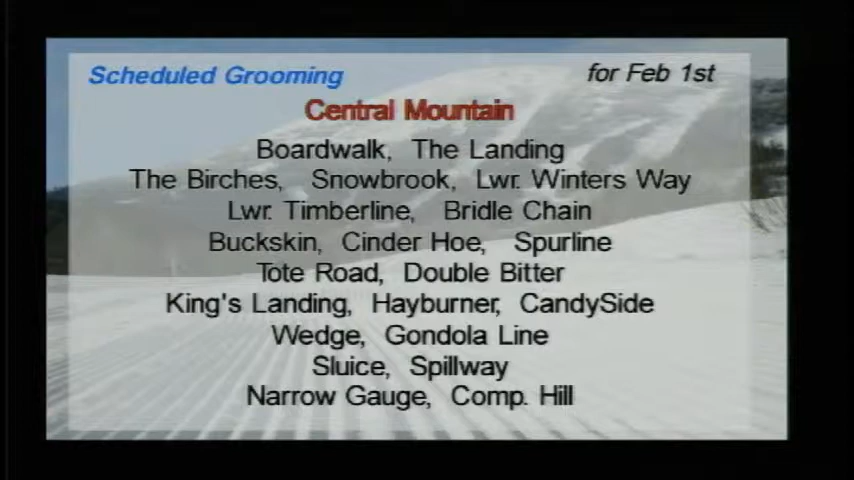 Scheduled Grooming
for Feb 1st
Central Mountain
Boardwalk, The Landing
The Birches, Snowbrook, Lwr. Winters Way
Lwr. Timberline, Bridle Chain
Buckskin, Cinder Hoe, Spurline
Tote Road, Double Bitter
King's Landing, Hayburner, CandySide
Wedge, Gondola Line
Sluice, Spillway
Narrow Gauge, Comp. Hill